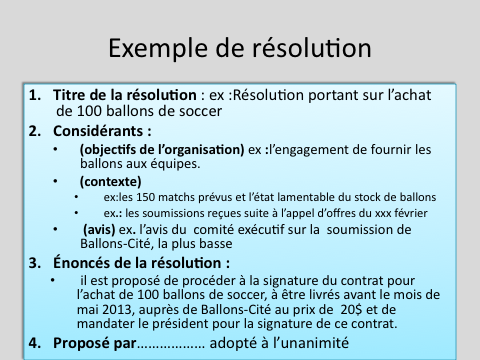 Exemple de résolution
1. Titre de la résolution : ex :Résolution portant sur l'achat
de 100 ballons de soccer
2. Considérants :
• (objectifs de l'organisation) ex :l'engagement de fournir les
ballons aux équipes.
• (contexte)
• ex:les 150 matchs prévus et l'état lamentable du stock de ballons
• ex.: les soumissions reçues suite à l'appel d'offres du xxx février
• (avis) ex. l'avis du comité exécutif sur la soumission de
Ballons-Cité, la plus basse
3. Énoncés de la résolution :
• il est proposé de procéder à la signature du contrat pour
l'achat de 100 ballons de soccer, à être livrés avant le mois de
mai 2013, auprès de Ballons-Cité au prix de 20$ et de
mandater le président pour la signature de ce contrat.
4. Proposé par……………… adopté à l'unanimité